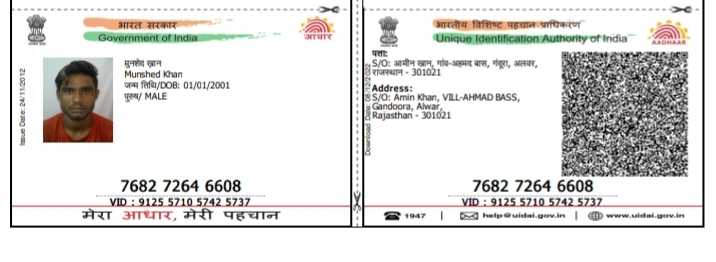 भारत सरकार
Government of India
आधार
मुनशेद ख़ान
Munshed Khan
जन्म तिथि/DOB: 01/01/2001
पुरुष/ MALE
Issue Date: 24/11/2012
7682 7264 6608
VID : 9125 5710 5742 5737
मेरा आधार, मेरी पहचान
भारतीय विशिष्ट पहचान प्राधिकरण
Unique Identification Authority of India
AADHAAR
पता:
S/O: आमीन खान, गांव-अहमद बास, गंदूरा, अलवर,
राजस्थान - 301021
Address:
S/O: Amin Khan, VILL-AHMAD BASS,
Gandoora, Alwar,
Rajasthan - 301021
7682 7264 6608
VID : 9125 5710 5742 5737
1947 | help@uidai.gov.in | www.uidai.gov.in